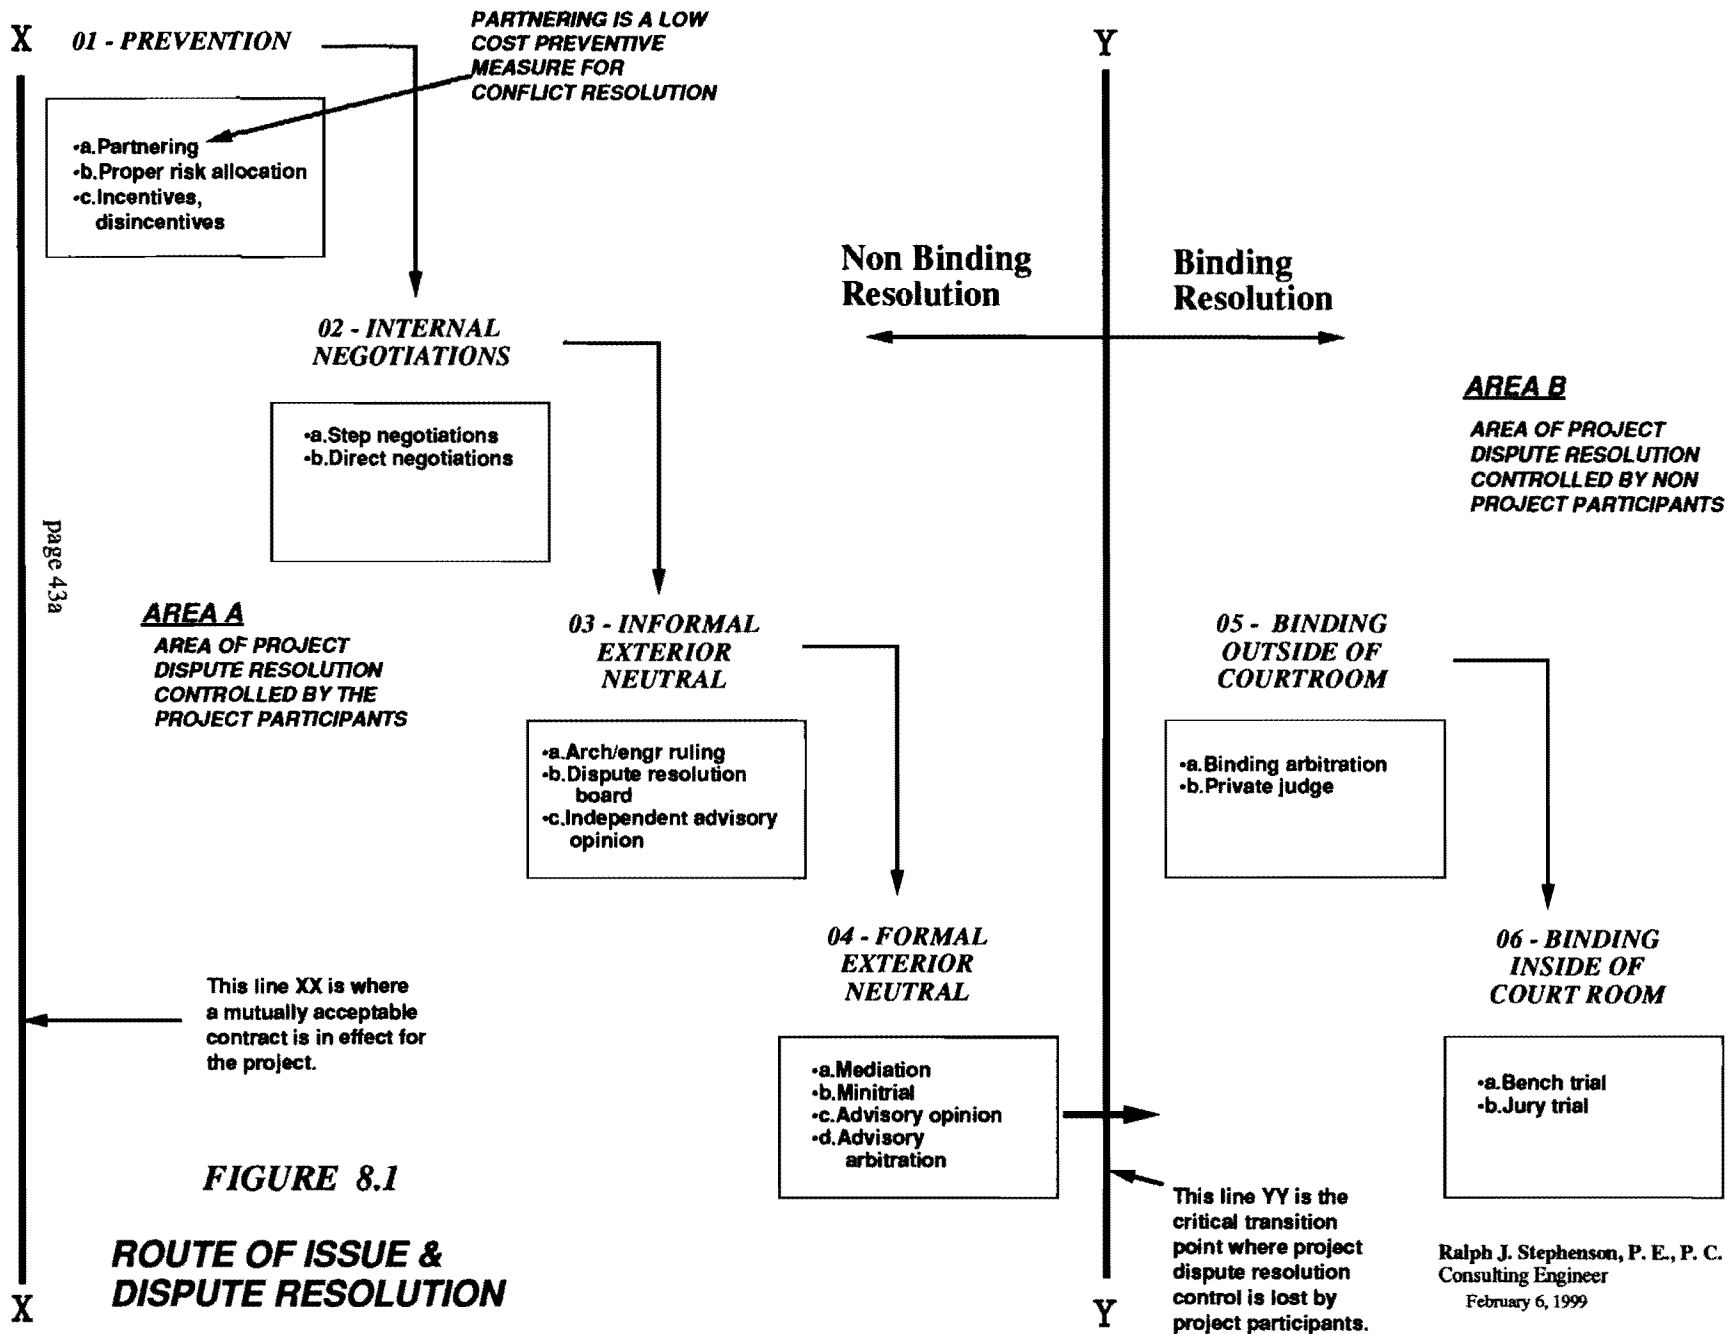 X
01 - PREVENTION
PARTNERING IS A LOW
COST PREVENTIVE
MEASURE FOR
CONFLICT RESOLUTION
Y
•a.Partnering
•b.Proper risk allocation
•c.Incentives,
disincentives
Non Binding
Resolution
Binding
Resolution
02 - INTERNAL
NEGOTIATIONS
•a.Step negotiations
•b.Direct negotiations
AREA B
AREA OF PROJECT
DISPUTE RESOLUTION
CONTROLLED BY NON
PROJECT PARTICIPANTS
page 43a
AREA A
AREA OF PROJECT
DISPUTE RESOLUTION
CONTROLLED BY THE
PROJECT PARTICIPANTS
03 - INFORMAL
EXTERIOR
NEUTRAL
•a.Arch/engr ruling
•b.Dispute resolution
board
•c.Independent advisory
opinion
05 - BINDING
OUTSIDE OF
COURTROOM
•a.Binding arbitration
•b.Private judge
04 - FORMAL
EXTERIOR
NEUTRAL
•a.Mediation
•b.Minitrial
•c.Advisory opinion
•d.Advisory
arbitration
06 - BINDING
INSIDE OF
COURT ROOM
•a.Bench trial
•b.Jury trial
This line XX is where
a mutually acceptable
contract is in effect for
the project.
FIGURE 8.1
ROUTE OF ISSUE &
DISPUTE RESOLUTION
This line YY is the
critical transition
point where project
dispute resolution
control is lost by
project participants.
Ralph J. Stephenson, P. E., P. C.
Consulting Engineer
February 6, 1999
X
Y